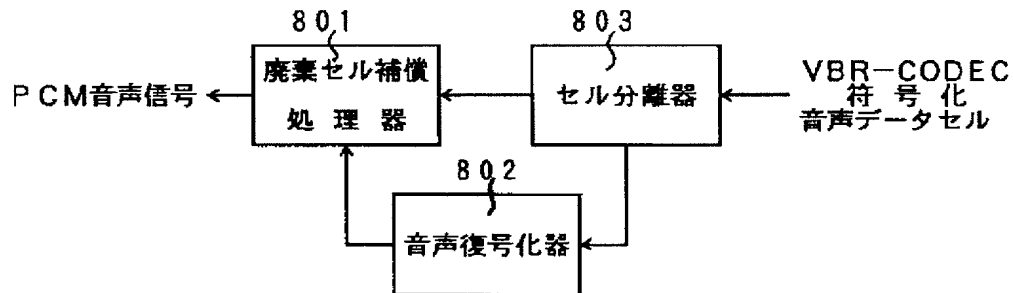 801
803
廃棄セル補償
処理器
PCM音声信号
セル分離器
VBR-CODEC
符号化
音声データセル
802
音声復号化器